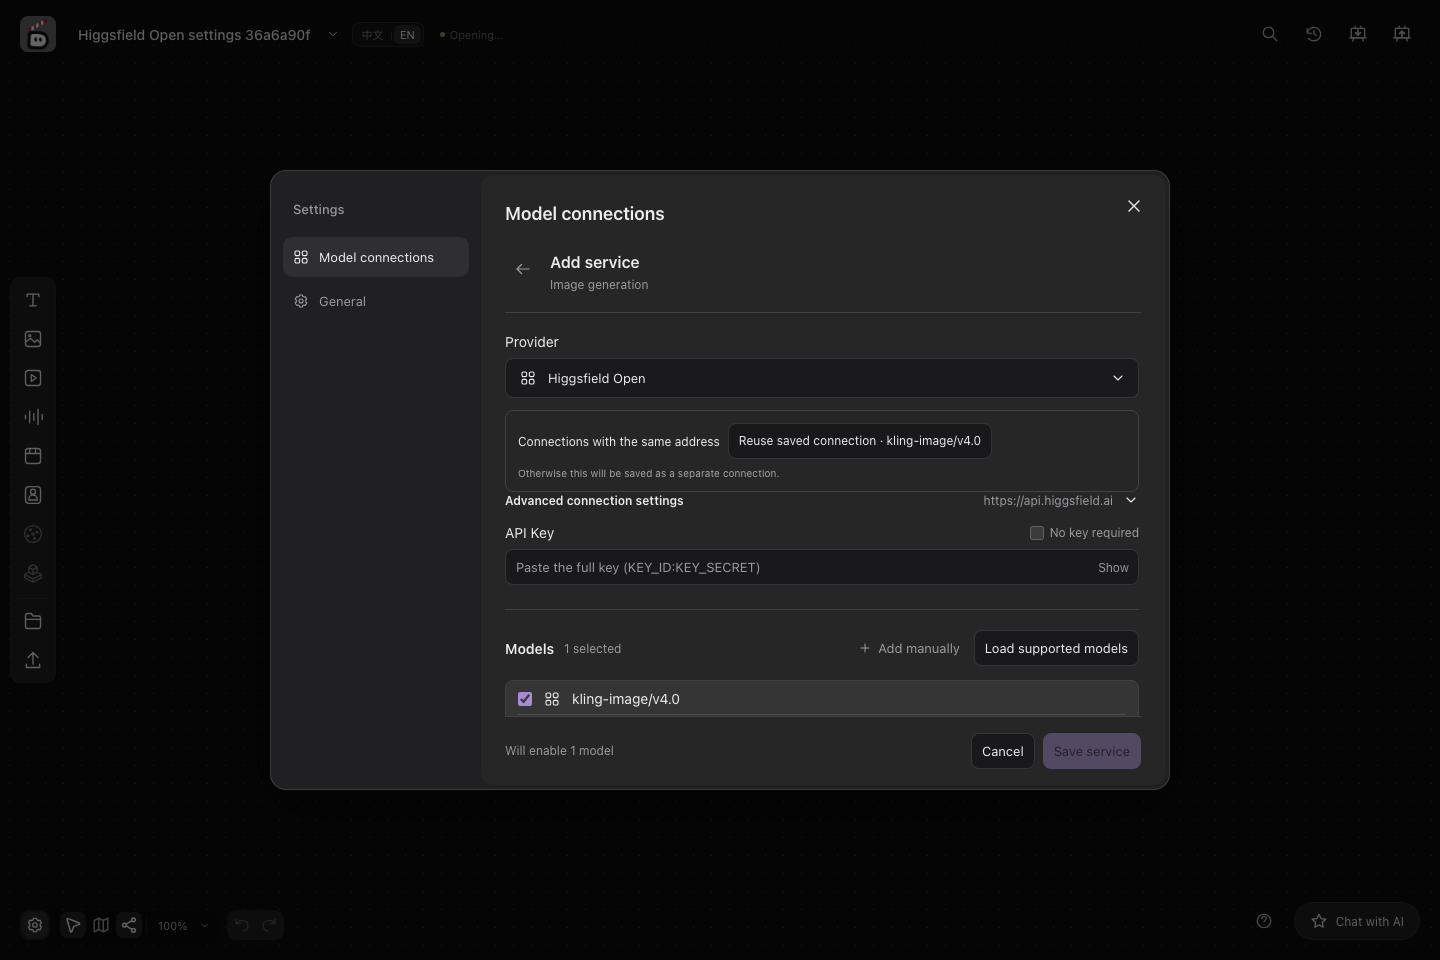 Higgsfield Open settings 36a6a90f
中文 | EN
Opening...
Settings
Model connections
General
Model connections
Add service
Image generation
Provider
Higgsfield Open
Connections with the same address
Reuse saved connection · kling-image/v4.0
Otherwise this will be saved as a separate connection.
Advanced connection settings
https://api.higgsfield.ai
API Key
No key required
Paste the full key (KEY_ID:KEY_SECRET)
Show
Models
1 selected
Add manually
Load supported models
kling-image/v4.0
Will enable 1 model
Cancel
Save service
100%
Chat with AI